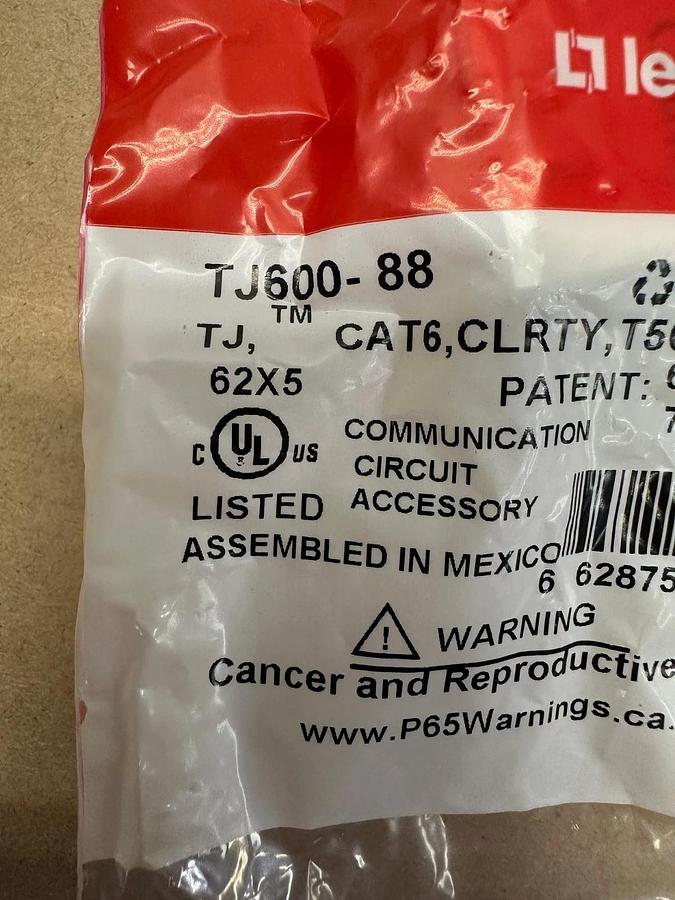 le
TJ600- 88
TJ,™ CAT6,CLRTY,T5
62X5
PATENT:
C UL US
LISTED
COMMUNICATION
CIRCUIT
ACCESSORY
ASSEMBLED IN MEXICO
6 62875
WARNING
Cancer and Reproductive
www.P65Warnings.ca.